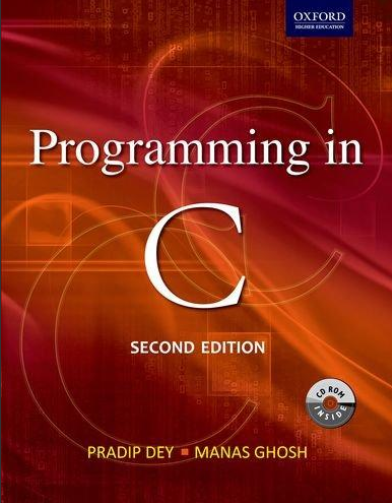 OXFORD
HIGHER EDUCATION
Programming in
C
SECOND EDITION
CD ROM
INSIDE
PRADIP DEY ▪ MANAS GHOSH